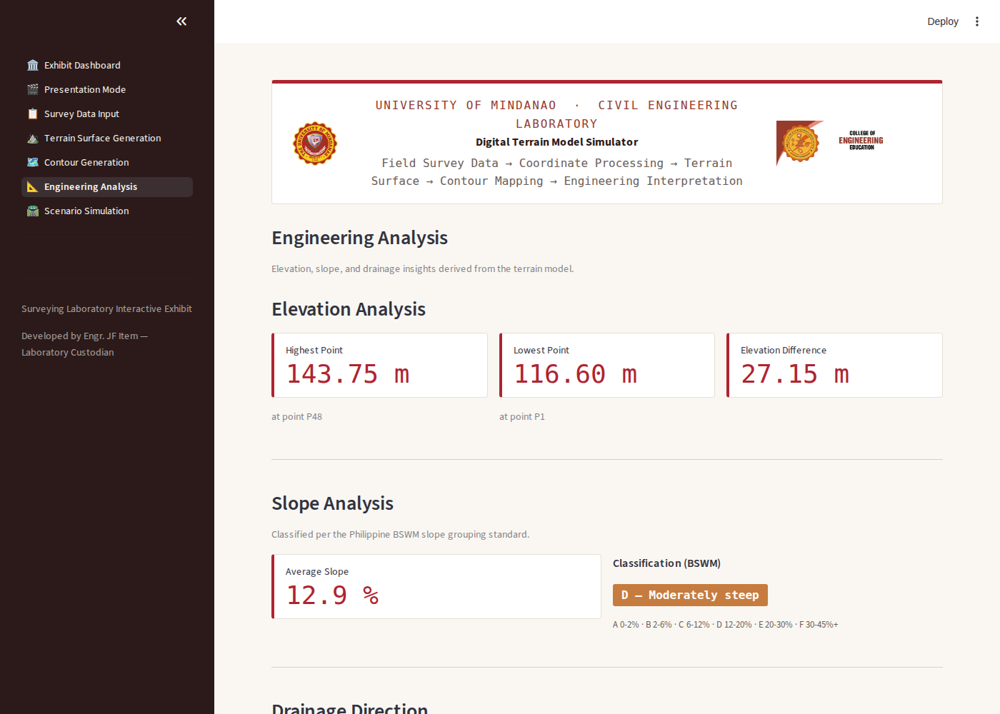 Deploy
Exhibit Dashboard
Presentation Mode
Survey Data Input
Terrain Surface Generation
Contour Generation
Engineering Analysis
Scenario Simulation
Surveying Laboratory Interactive Exhibit
Developed by Engr. JF Item —
Laboratory Custodian
UNIVERSITY OF MINDANAO · CIVIL ENGINEERING
LABORATORY
Digital Terrain Model Simulator
Field Survey Data → Coordinate Processing → Terrain
Surface → Contour Mapping → Engineering Interpretation
COLLEGE OF
ENGINEERING
EDUCATION
Engineering Analysis
Elevation, slope, and drainage insights derived from the terrain model.
Elevation Analysis
Highest Point
143.75 m
at point P48
Lowest Point
116.60 m
at point P1
Elevation Difference
27.15 m
Slope Analysis
Classified per the Philippine BSWM slope grouping standard.
Average Slope
12.9 %
Classification (BSWM)
D — Moderately steep
A 0-2% · B 2-6% · C 6-12% · D 12-20% · E 20-30% · F 30-45%+
Drainage Direction